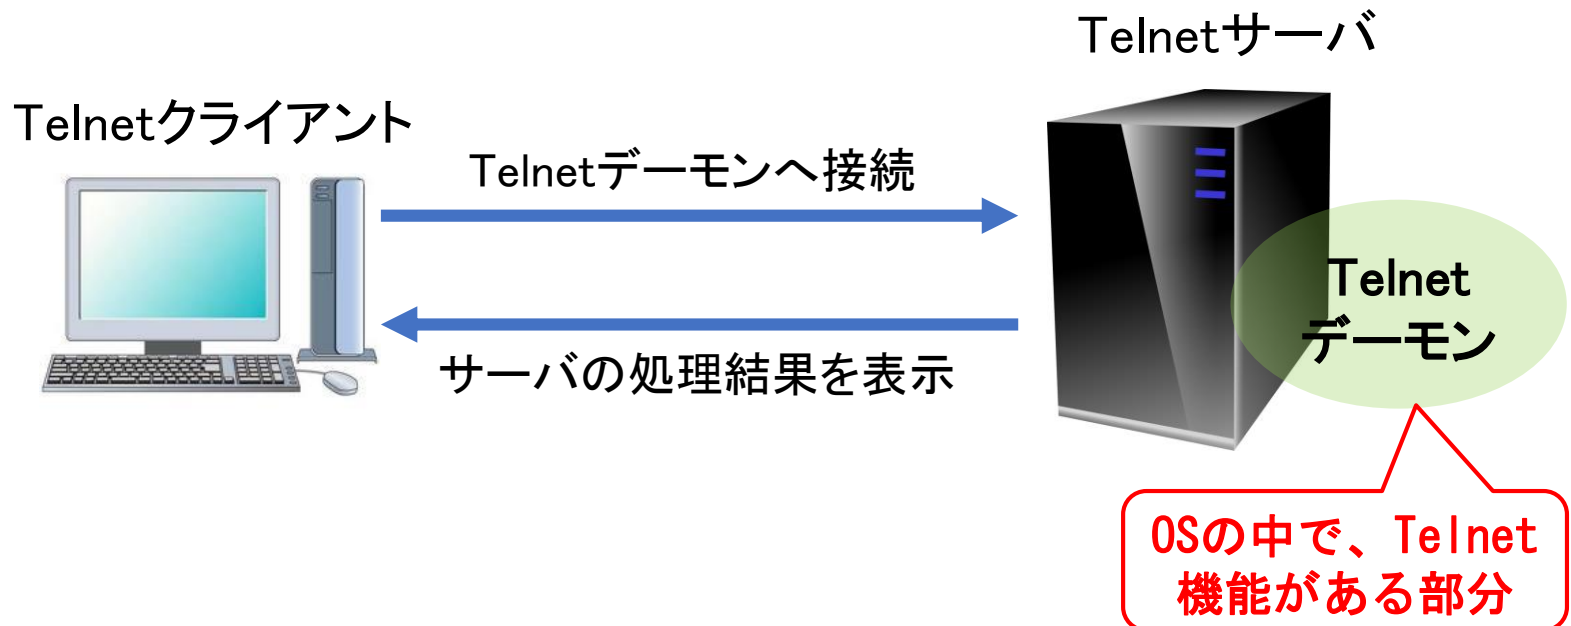 Telnetサーバ
Telnetクライアント
Telnetデーモンへ接続
サーバの処理結果を表示
Telnet
デーモン
OSの中で、Telnet
機能がある部分